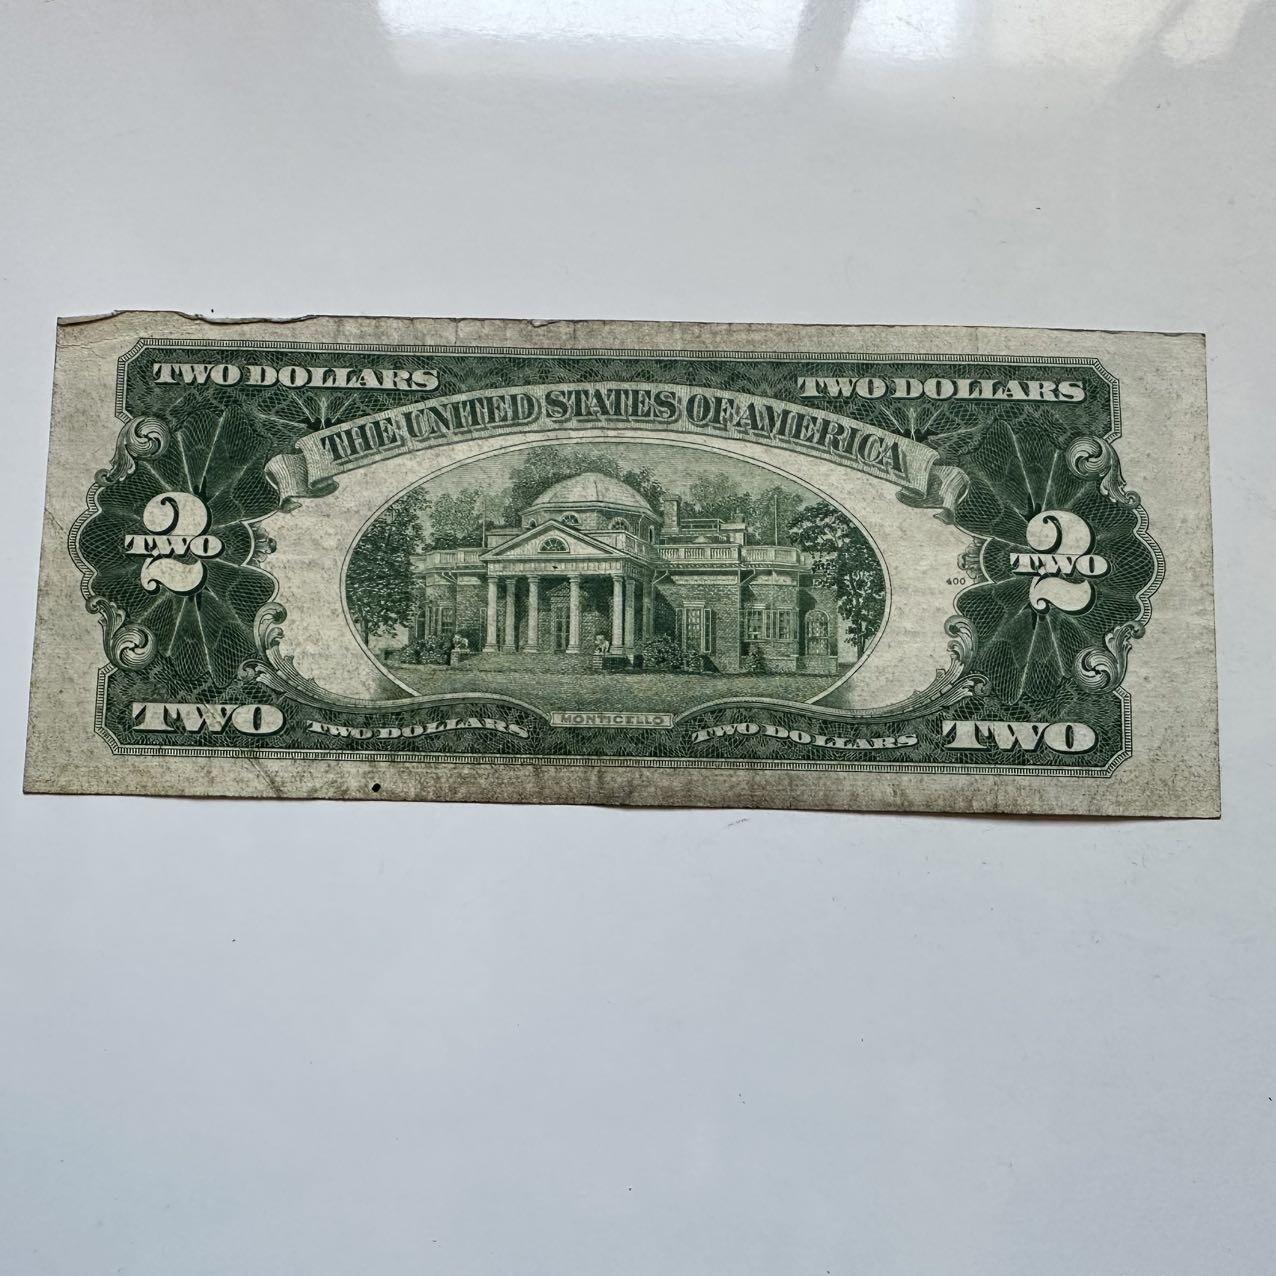 TWO DOLLARS
TWO DOLLARS
THE UNITED STATES OF AMERICA
2
TWO
2
TWO
400
TWO
TWO DOLLARS
MONTICELLO
TWO DOLLARS
TWO